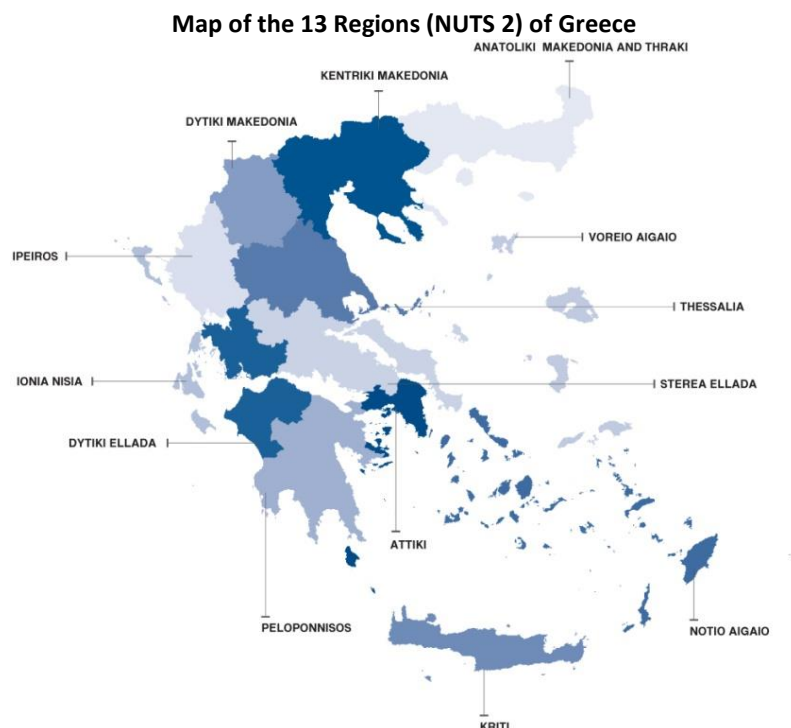 Map of the 13 Regions (NUTS 2) of Greece
ANATOLIKI MAKEDONIA AND THRAKI
KENTRIKI MAKEDONIA
DYTIKI MAKEDONIA
VOREIO AIGAIO
IPEIROS
THESSALIA
IONIA NISIA
STEREA ELLADA
DYTIKI ELLADA
ATTIKI
PELOPONNISOS
NOTIO AIGAIO
KRITI